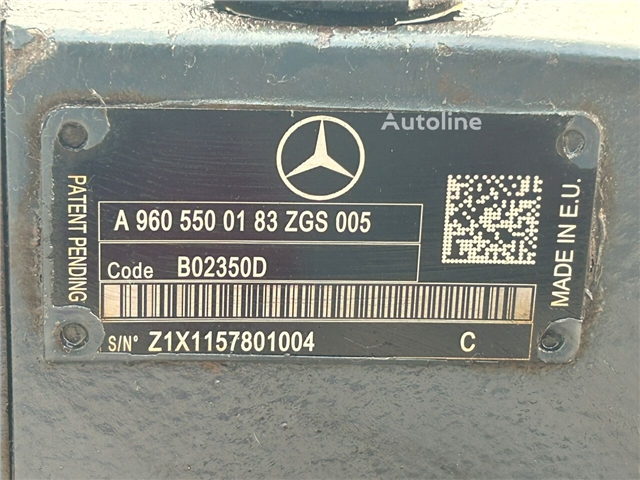 Autoline
PATENT PENDING
A 960 550 01 83 ZGS 005
Code B02350D
S/N° Z1X1157801004 C
MADE IN E.U.